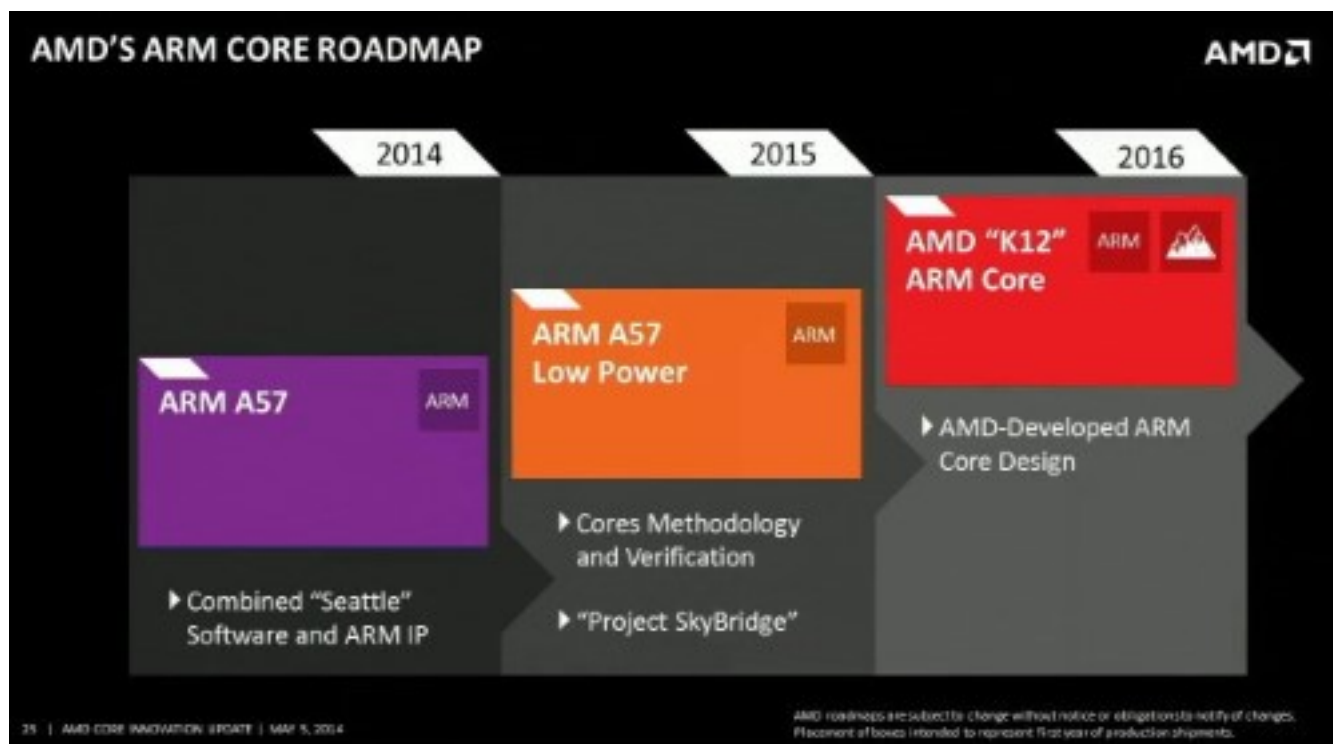 AMD'S ARM CORE ROADMAP
AMD
2014
2015
2016
ARM A57
ARM
Combined "Seattle"
Software and ARM IP
ARM A57
Low Power
ARM
Cores Methodology
and Verification
"Project SkyBridge"
AMD "K12"
ARM Core
ARM
AMD-Developed ARM
Core Design
25 | AMD CORE INNOVATION UPDATE | MAY 5, 2014
AMD roadmaps are subject to change without notice or obligations to notify of changes.
Placement of boxes intended to represent first year of production shipments.